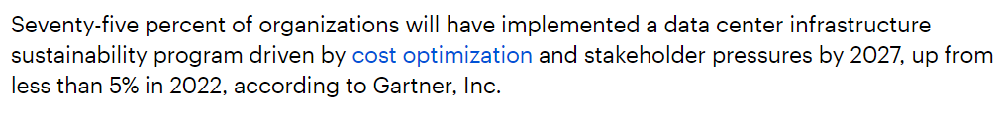 Seventy-five percent of organizations will have implemented a data center infrastructure
sustainability program driven by cost optimization and stakeholder pressures by 2027, up from
less than 5% in 2022, according to Gartner, Inc.